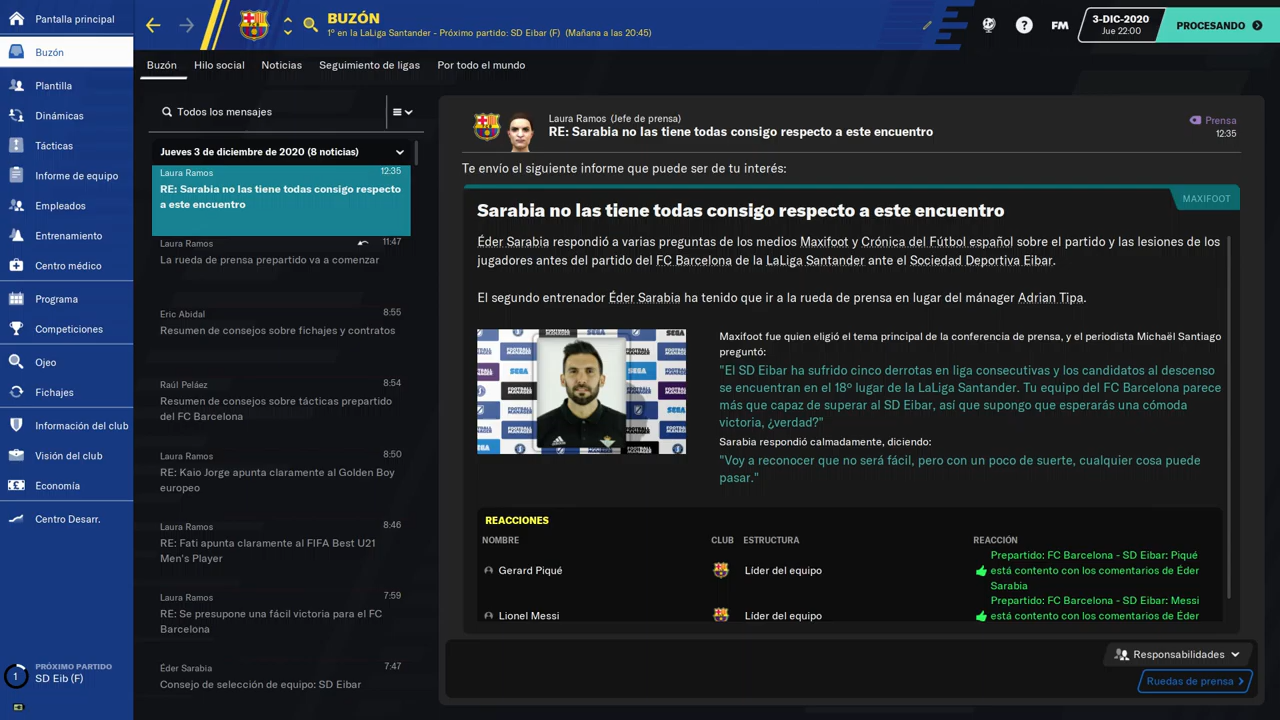 Pantalla principal
Buzón
Plantilla
Dinámicas
Tácticas
Informe de equipo
Empleados
Entrenamiento
Centro médico
Programa
Competiciones
Ojeo
Fichajes
Información del club
Visión del club
Economía
Centro Desarr.
1
PRÓXIMO PARTIDO
SD Eib (F)
BUZÓN
1º en la LaLiga Santander - Próximo partido: SD Eibar (F) (Mañana a las 20:45)
?
FM
3-DIC-2020
Jue 22:00
PROCESANDO
Buzón Hilo social Noticias Seguimiento de ligas Por todo el mundo
Todos los mensajes
Jueves 3 de diciembre de 2020 (8 noticias)
Laura Ramos 12:35
RE: Sarabia no las tiene todas consigo respecto
a este encuentro
Laura Ramos 11:47
La rueda de prensa prepartido va a comenzar
Eric Abidal 8:55
Resumen de consejos sobre fichajes y contratos
Raúl Peláez 8:54
Resumen de consejos sobre tácticas prepartido
del FC Barcelona
Laura Ramos 8:50
RE: Kaio Jorge apunta claramente al Golden Boy
europeo
Laura Ramos 8:46
RE: Fati apunta claramente al FIFA Best U21
Men's Player
Laura Ramos 7:59
RE: Se presupone una fácil victoria para el FC
Barcelona
Éder Sarabia 7:47
Consejo de selección de equipo: SD Eibar
Laura Ramos (Jefe de prensa)
RE: Sarabia no las tiene todas consigo respecto a este encuentro
Prensa
12:35
Te envío el siguiente informe que puede ser de tu interés:
MAXIFOOT
Sarabia no las tiene todas consigo respecto a este encuentro
Éder Sarabia respondió a varias preguntas de los medios Maxifoot y Crónica del Fútbol español sobre el partido y las lesiones de los
jugadores antes del partido del FC Barcelona de la LaLiga Santander ante el Sociedad Deportiva Eibar.
El segundo entrenador Éder Sarabia ha tenido que ir a la rueda de prensa en lugar del mánager Adrian Tipa.
SEGA
FOOTBALL MANAGER
Maxifoot fue quien eligió el tema principal de la conferencia de prensa, y el periodista Michaël Santiago
preguntó:
"El SD Eibar ha sufrido cinco derrotas en liga consecutivas y los candidatos al descenso
se encuentran en el 18º lugar de la LaLiga Santander. Tu equipo del FC Barcelona parece
más que capaz de superar al SD Eibar, así que supongo que esperarás una cómoda
victoria, ¿verdad?"
Sarabia respondió calmadamente, diciendo:
"Voy a reconocer que no será fácil, pero con un poco de suerte, cualquier cosa puede
pasar."
REACCIONES
NOMBRE CLUB ESTRUCTURA REACCIÓN
Gerard Piqué Líder del equipo
Prepartido: FC Barcelona - SD Eibar: Piqué
está contento con los comentarios de Éder
Sarabia
Lionel Messi Líder del equipo
Prepartido: FC Barcelona - SD Eibar: Messi
está contento con los comentarios de Éder
Responsabilidades
Ruedas de prensa